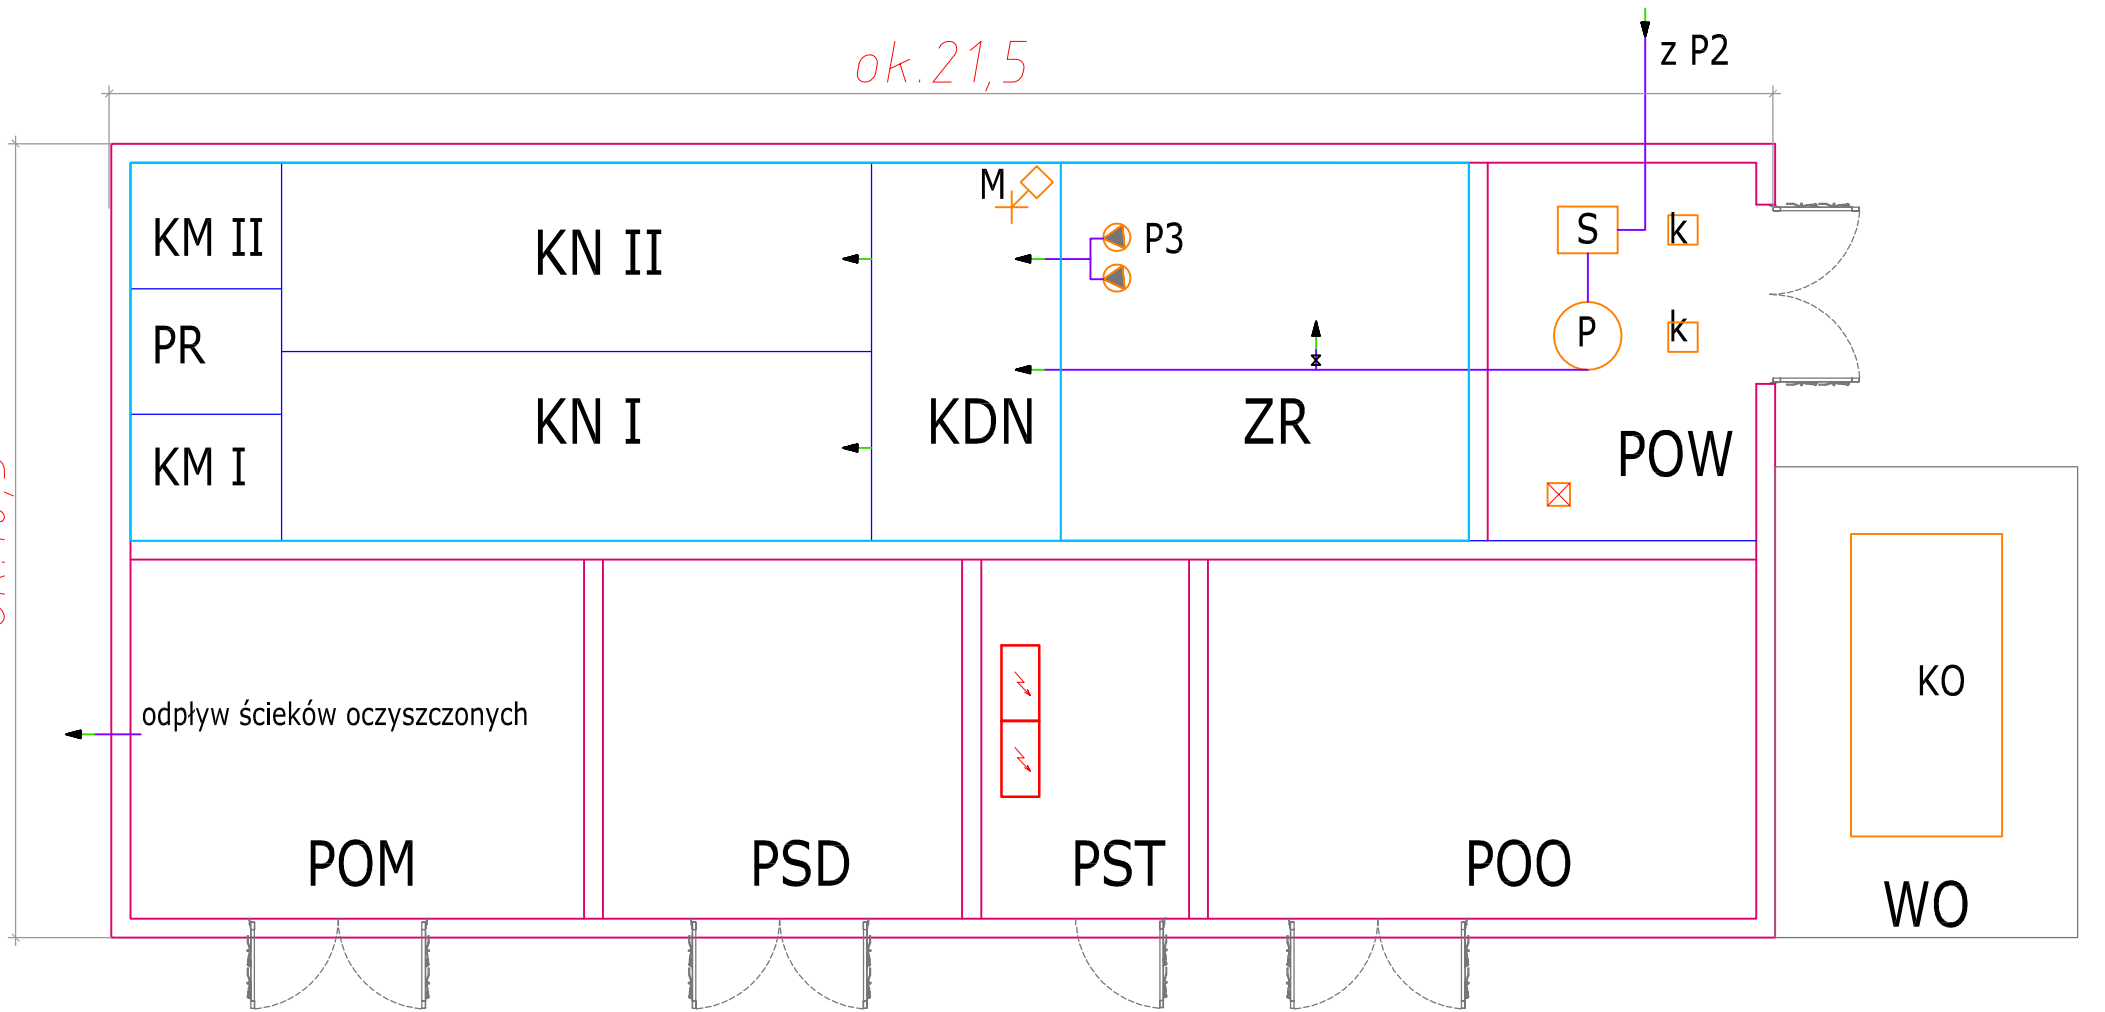 ok.21,5
z P2
M
KM II
KN II
P3
S
k
PR
P
k
KM I
KN I
KDN
ZR
POW
KO
odpływ ścieków oczyszczonych
POM
PSD
PST
POO
WO